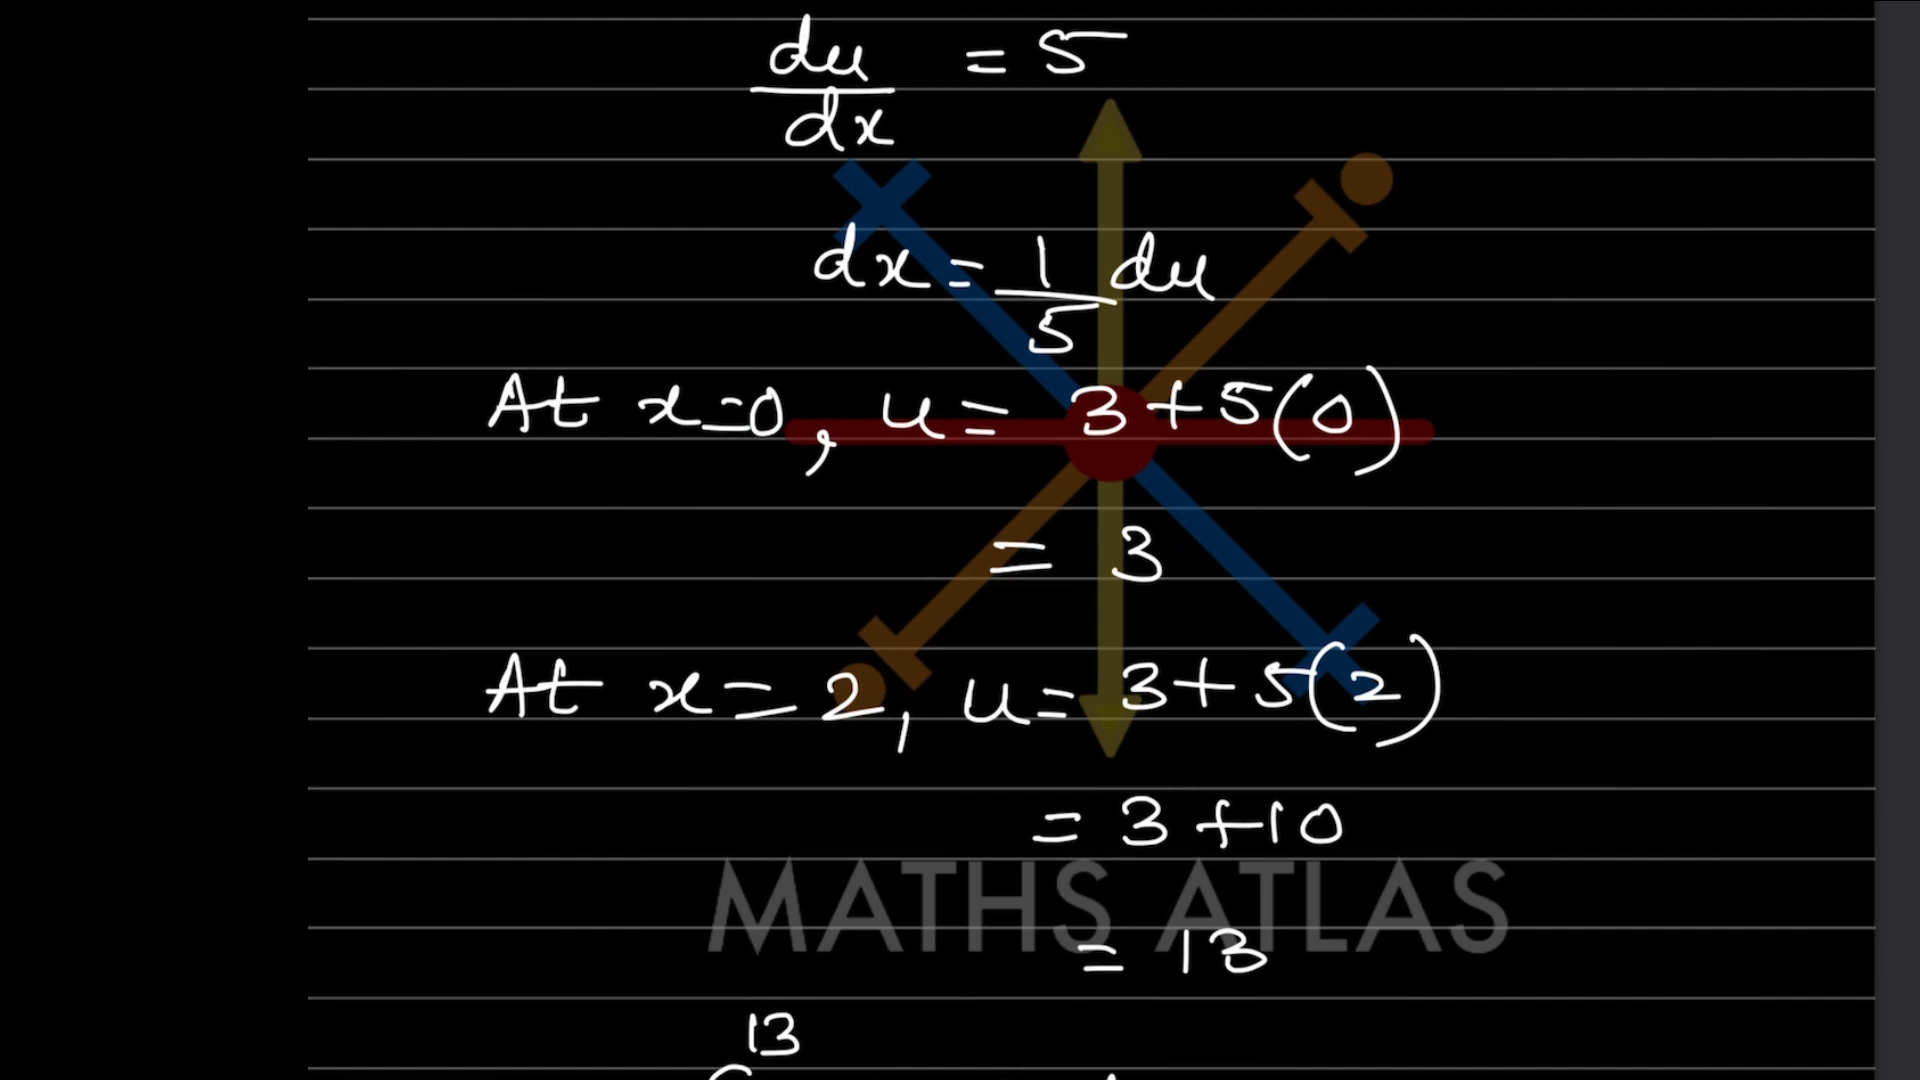 du/dx = 5
dx = 1/5 du
At x=0, u = 3+5(0)
= 3
At x = 2, u = 3+5(2)
= 3+10
MATHS ATLAS
= 13
13